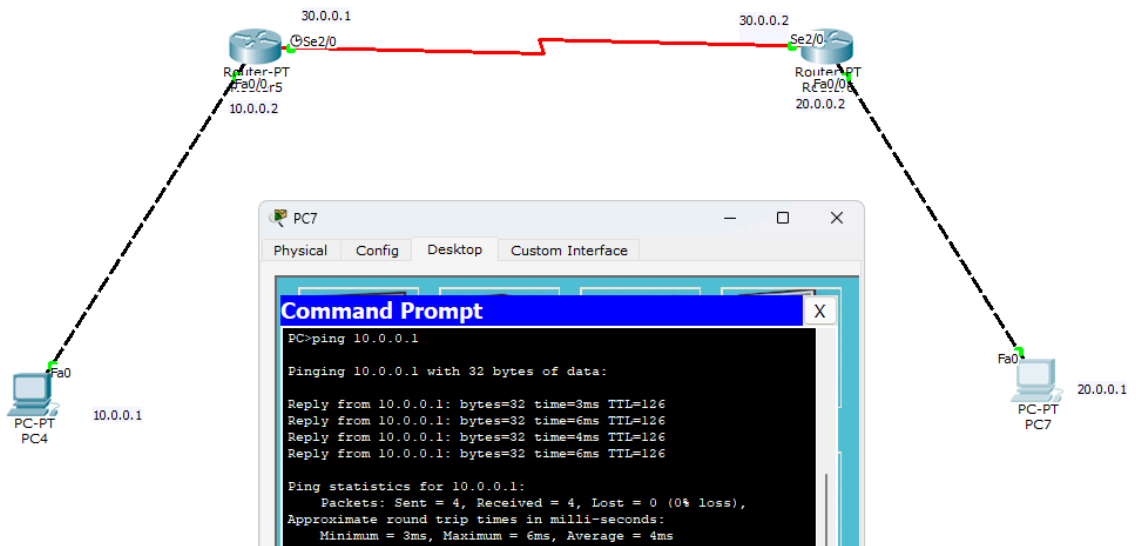 30.0.0.1
30.0.0.2
Se2/0
Se2/0
Router-PT
Router-PT
Fa0/0
Fa0/0
10.0.0.2
20.0.0.2
PC7
Physical Config Desktop Custom Interface
Command Prompt X
PC>ping 10.0.0.1
Pinging 10.0.0.1 with 32 bytes of data:
Reply from 10.0.0.1: bytes=32 time=3ms TTL=126
Reply from 10.0.0.1: bytes=32 time=6ms TTL=126
Reply from 10.0.0.1: bytes=32 time=4ms TTL=126
Reply from 10.0.0.1: bytes=32 time=6ms TTL=126
Ping statistics for 10.0.0.1:
Packets: Sent = 4, Received = 4, Lost = 0 (0% loss),
Approximate round trip times in milli-seconds:
Minimum = 3ms, Maximum = 6ms, Average = 4ms
Fa0
10.0.0.1
PC-PT
PC4
Fa0
20.0.0.1
PC-PT
PC7